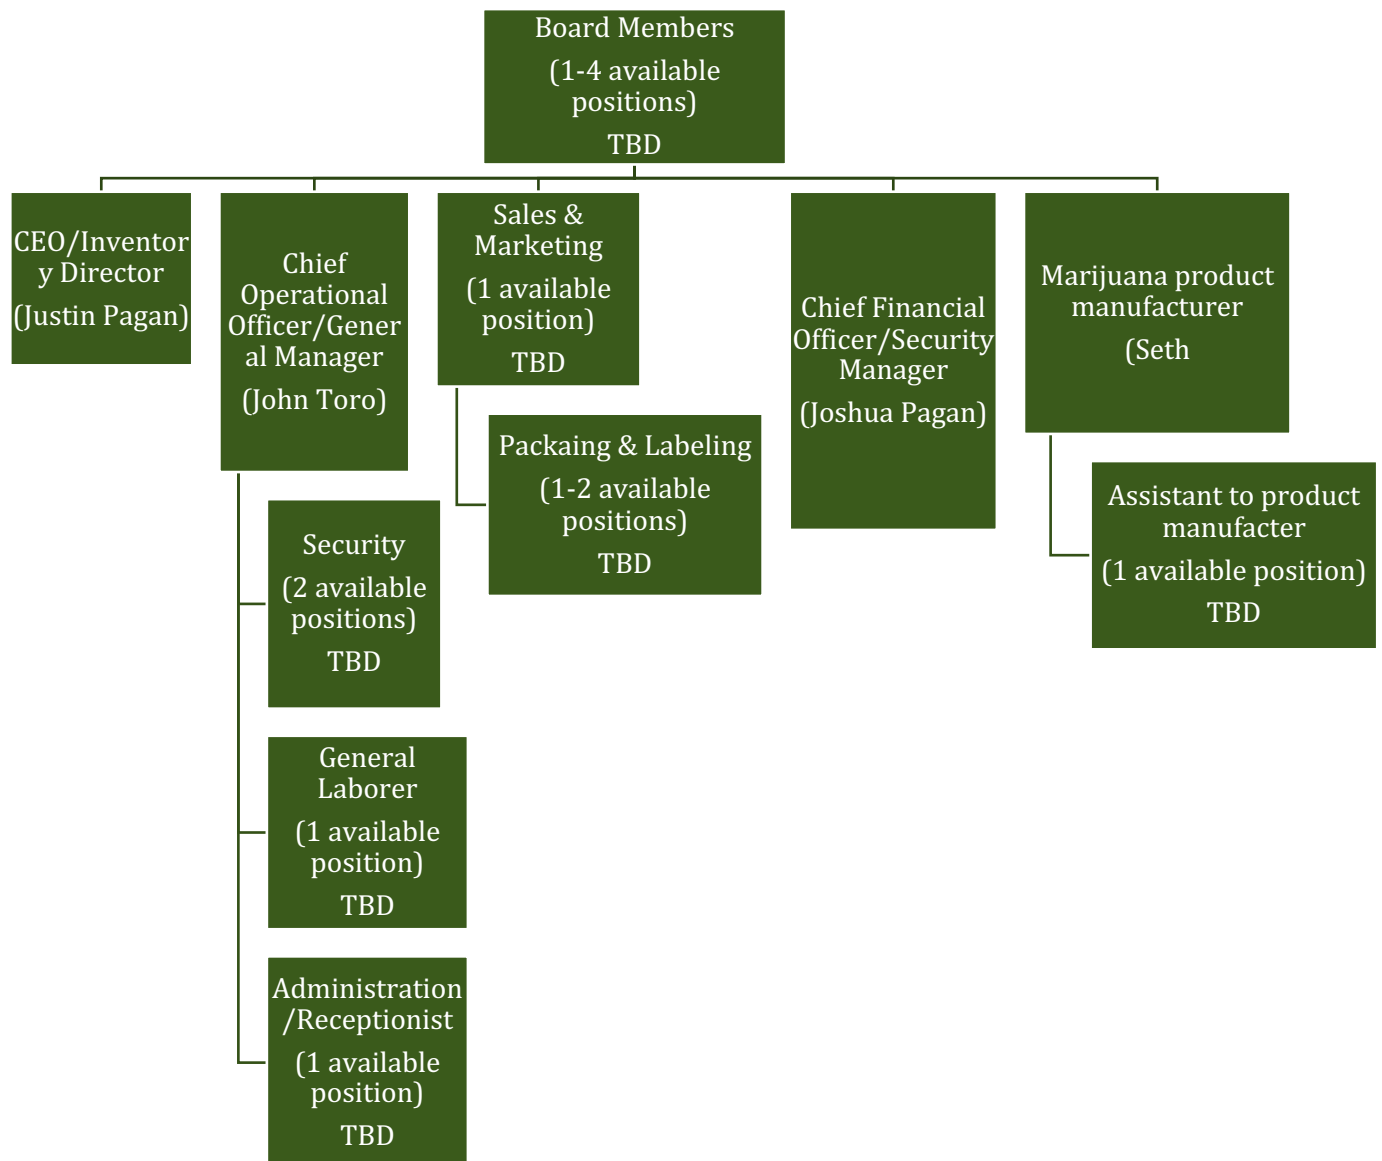 Board Members
(1-4 available
positions)
TBD
CEO/Inventor
y Director
(Justin Pagan)
Chief
Operational
Officer/Gener
al Manager
(John Toro)
Security
(2 available
positions)
TBD
General
Laborer
(1 available
position)
TBD
Administration
/Receptionist
(1 available
position)
TBD
Sales &
Marketing
(1 available
position)
TBD
Packaing & Labeling
(1-2 available
positions)
TBD
Chief Financial
Officer/Security
Manager
(Joshua Pagan)
Marijuana product
manufacturer
(Seth
Assistant to product
manufacter
(1 available position)
TBD